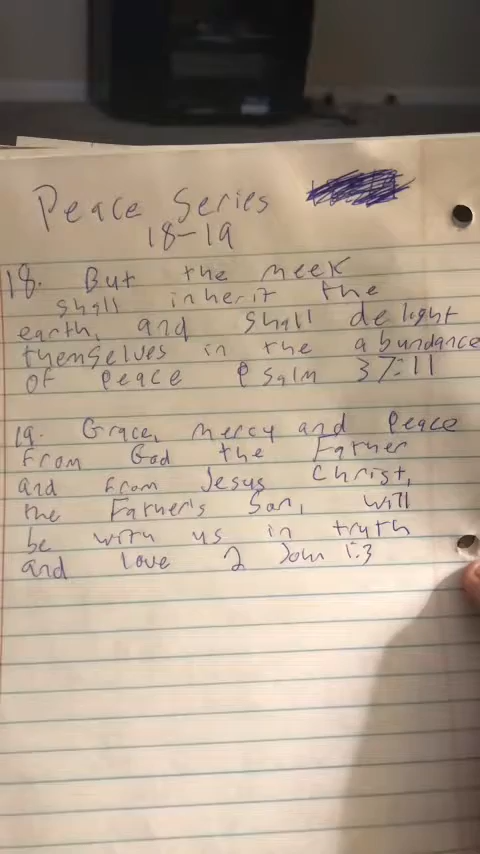 Peace Series
18-19
18. But the meek
shall inherit the
earth, and shall delight
themselves in the abundance
of peace Psalm 37:11
19. Grace, mercy and peace
from God the Father
and from Jesus Christ,
the Father's Son, will
be with us in truth
and love 2 John 1:3